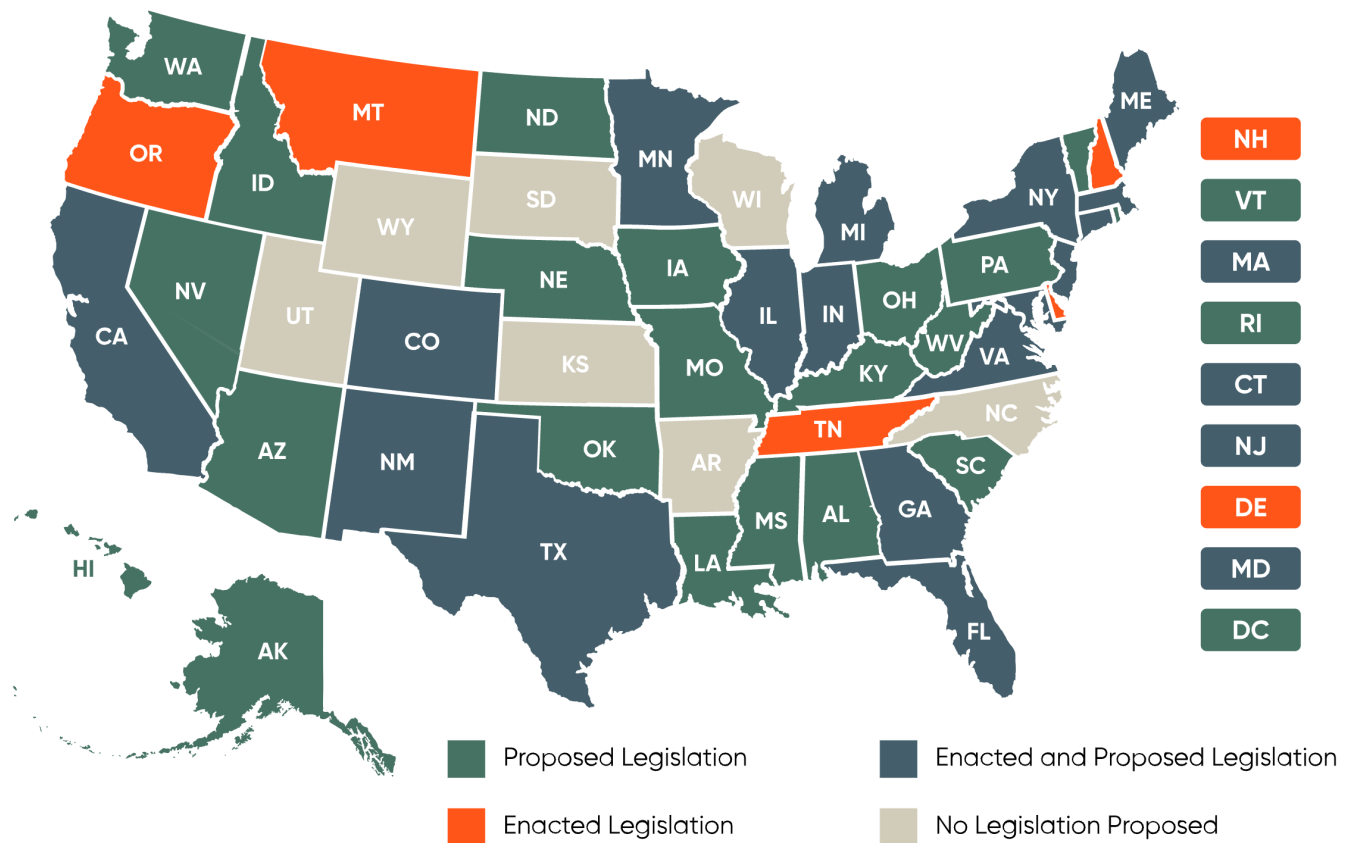 WA
MT
ND
MN
ME
OR
ID
SD
WI
NY
NH
WY
MI
VT
NV
NE
IA
PA
MA
UT
CO
IL
IN
OH
RI
CA
KS
MO
WV
VA
CT
KY
AZ
NM
OK
AR
TN
NC
NJ
SC
DE
TX
MS
AL
GA
MD
HI
LA
AK
FL
DC
Proposed Legislation
Enacted and Proposed Legislation
Enacted Legislation
No Legislation Proposed